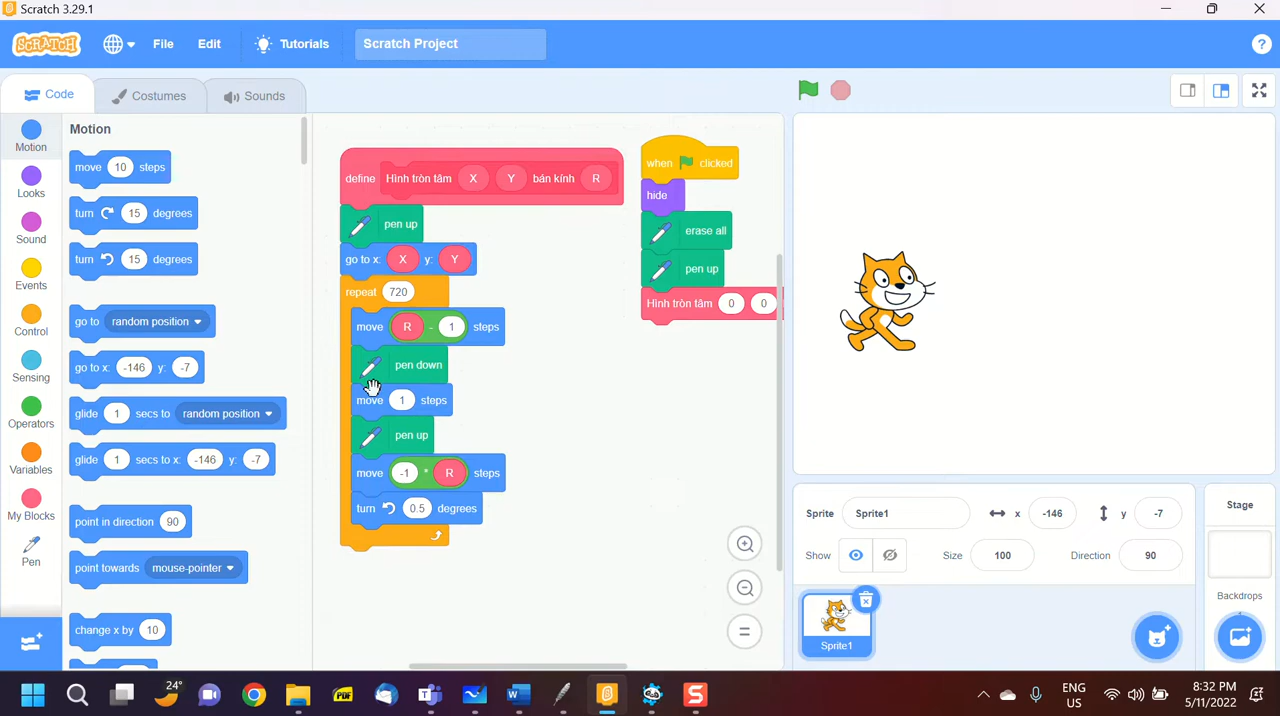 Scratch 3.29.1
SCRATCH File Edit Tutorials Scratch Project ?
Code Costumes Sounds
Motion
Looks
Sound
Events
Control
Sensing
Operators
Variables
My Blocks
Pen
Motion
move 10 steps
turn 15 degrees
turn 15 degrees
go to random position
go to x: -146 y: -7
glide 1 secs to random position
glide 1 secs to x: -146 y: -7
point in direction 90
point towards mouse-pointer
change x by 10
define Hình tròn tâm X Y bán kính R
pen up
go to x: X y: Y
repeat 720
move R - 1 steps
pen down
move 1 steps
pen up
move -1 * R steps
turn 0.5 degrees
when clicked
hide
erase all
pen up
Hình tròn tâm 0 0
Sprite Sprite1 x -146 y -7
Show Size 100 Direction 90
Sprite1
Stage
Backdrops
24°
PDF
ENG
US
8:32 PM
5/11/2022